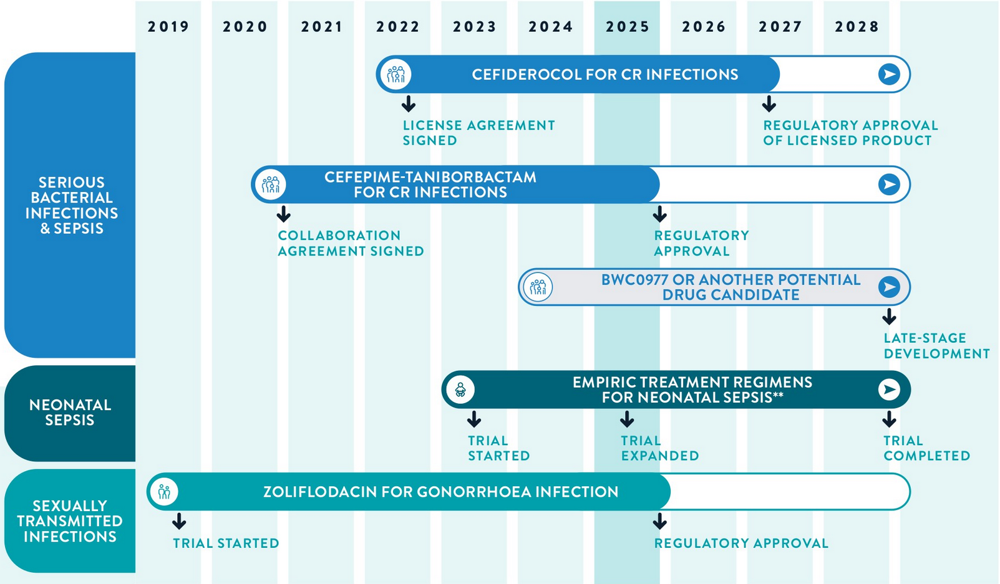 2019 2020 2021 2022 2023 2024 2025 2026 2027 2028
SERIOUS
BACTERIAL
INFECTIONS
& SEPSIS
CEFIDEROCOL FOR CR INFECTIONS
LICENSE AGREEMENT
SIGNED
REGULATORY APPROVAL
OF LICENSED PRODUCT
CEFEPIME-TANIBORBACTAM
FOR CR INFECTIONS
COLLABORATION
AGREEMENT SIGNED
REGULATORY
APPROVAL
BWC0977 OR ANOTHER POTENTIAL
DRUG CANDIDATE
LATE-STAGE
DEVELOPMENT
NEONATAL
SEPSIS
EMPIRIC TREATMENT REGIMENS
FOR NEONATAL SEPSIS**
TRIAL
STARTED
TRIAL
EXPANDED
TRIAL
COMPLETED
SEXUALLY
TRANSMITTED
INFECTIONS
ZOLIFLODACIN FOR GONORRHOEA INFECTION
TRIAL STARTED
REGULATORY APPROVAL